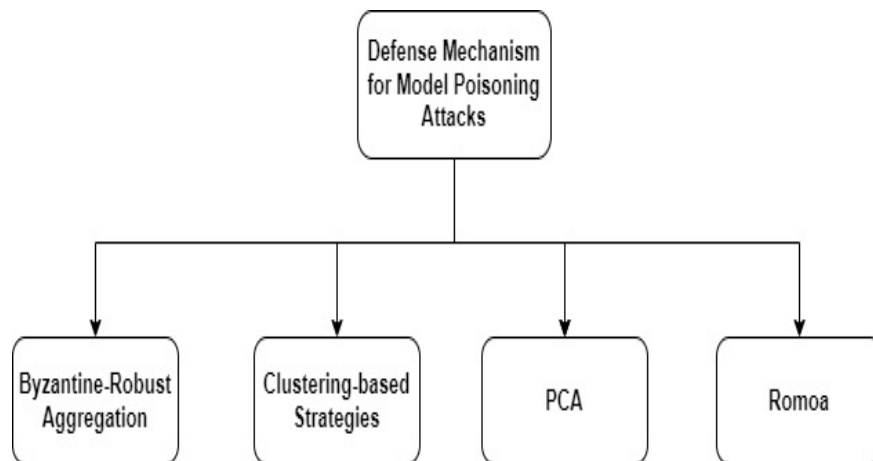 Defense Mechanism
for Model Poisoning
Attacks
Byzantine-Robust
Aggregation
Clustering-based
Strategies
PCA
Romoa